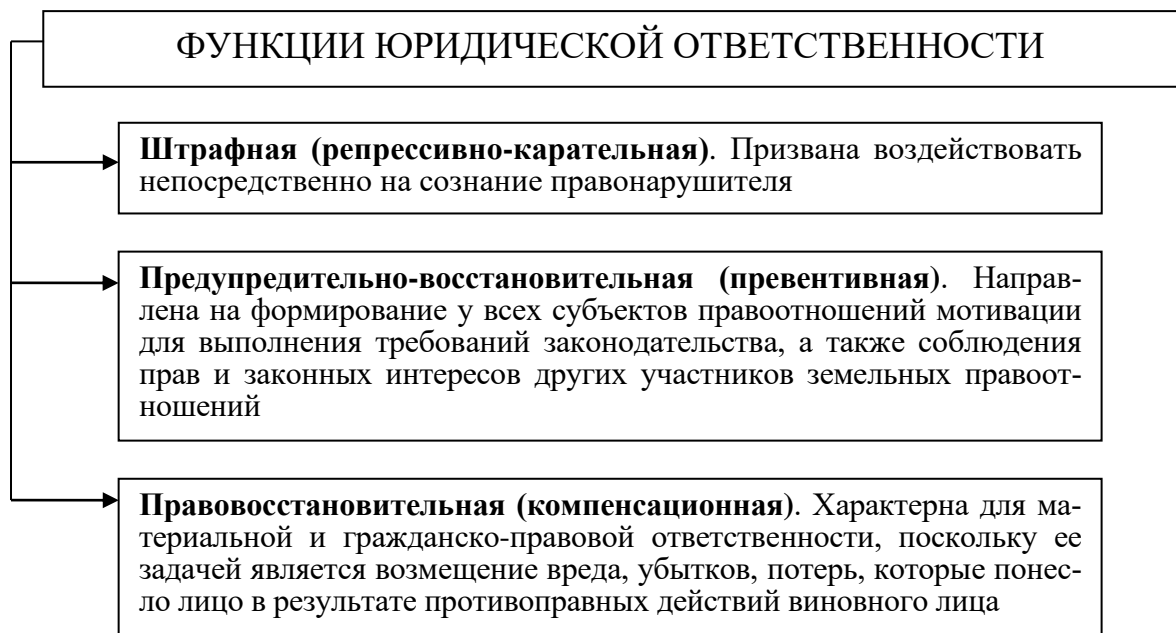 ФУНКЦИИ ЮРИДИЧЕСКОЙ ОТВЕТСТВЕННОСТИ
Штрафная (репрессивно-карательная). Призвана воздействовать
непосредственно на сознание правонарушителя
Предупредительно-восстановительная (превентивная). Направ-
лена на формирование у всех субъектов правоотношений мотивации
для выполнения требований законодательства, а также соблюдения
прав и законных интересов других участников земельных правоот-
ношений
Правовосстановительная (компенсационная). Характерна для ма-
териальной и гражданско-правовой ответственности, поскольку ее
задачей является возмещение вреда, убытков, потерь, которые понес-
ло лицо в результате противоправных действий виновного лица